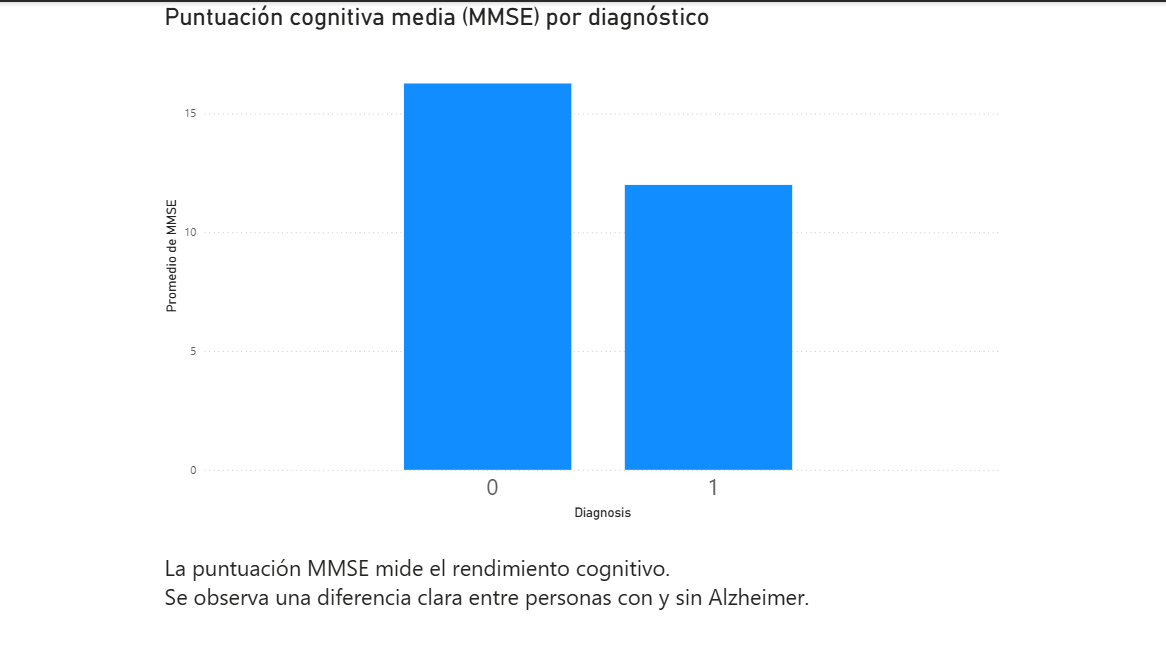 Puntuación cognitiva media (MMSE) por diagnóstico
15
10
5
0
Promedio de MMSE
0
1
Diagnosis
La puntuación MMSE mide el rendimiento cognitivo.
Se observa una diferencia clara entre personas con y sin Alzheimer.